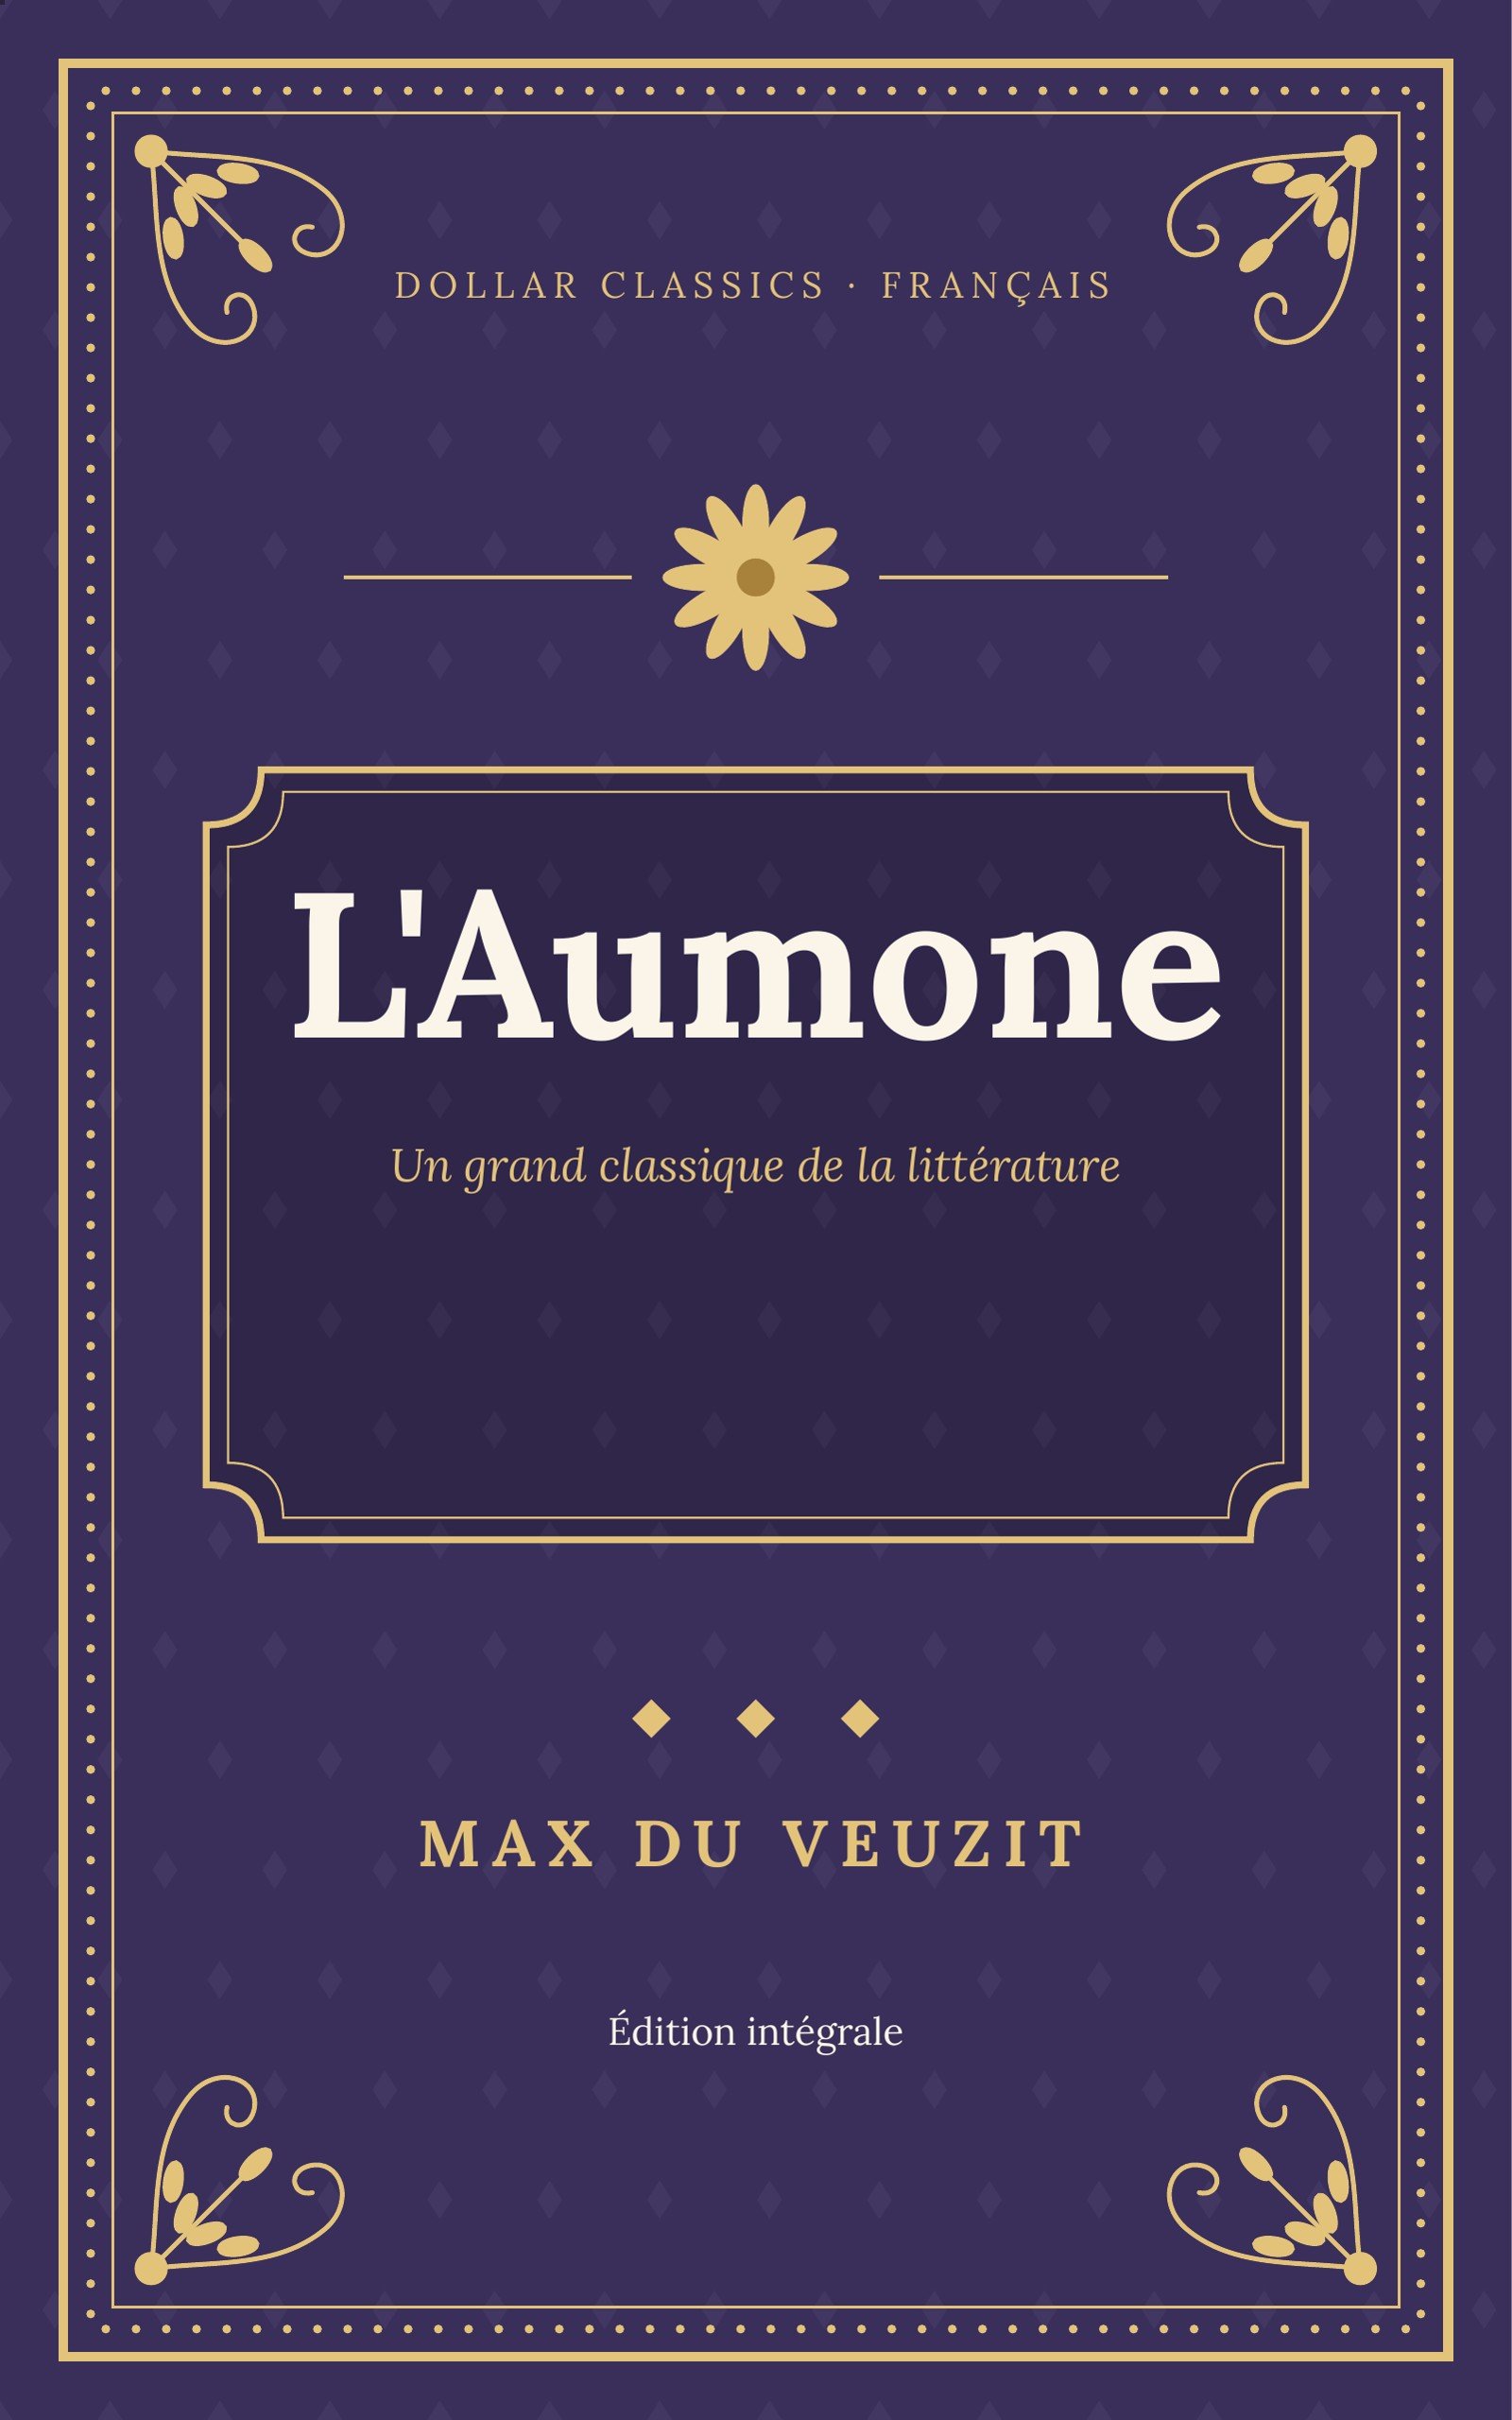 DOLLAR CLASSICS · FRANÇAIS
L'Aumone
Un grand classique de la littérature
MAX DU VEUZIT
Édition intégrale